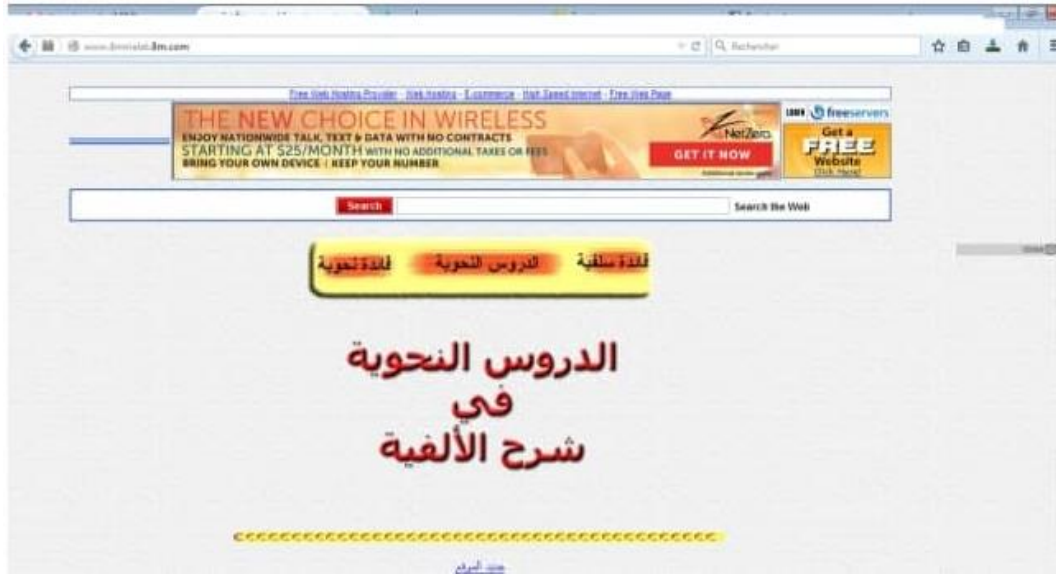 Rechercher
Free Web Hosting Provider - Web Hosting - E-commerce - High Speed Internet - Free Web Page
THE NEW CHOICE IN WIRELESS
ENJOY NATIONWIDE TALK, TEXT & DATA WITH NO CONTRACTS
STARTING AT $25/MONTH WITH NO ADDITIONAL TAXES OR FEES
BRING YOUR OWN DEVICE | KEEP YOUR NUMBER
NetZero
GET IT NOW
freeservers
Get a
FREE
Website
Click Here!
Search
Search the Web
فائدة سلفية الدروس النحوية فائدة نحوية
الدروس النحوية
في
شرح الألفية
جديد الموقع